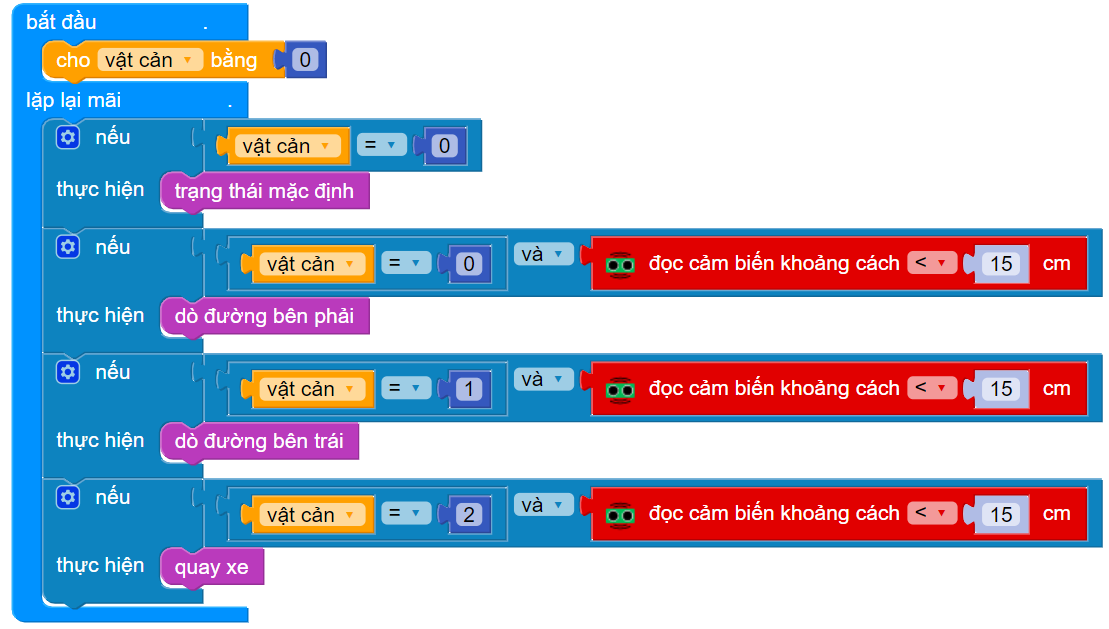 bắt đầu .
cho vật cản bằng 0
lặp lại mãi .
nếu vật cản = 0
thực hiện trạng thái mặc định
nếu vật cản = 0 và đọc cảm biến khoảng cách < 15 cm
thực hiện dò đường bên phải
nếu vật cản = 1 và đọc cảm biến khoảng cách < 15 cm
thực hiện dò đường bên trái
nếu vật cản = 2 và đọc cảm biến khoảng cách < 15 cm
thực hiện quay xe